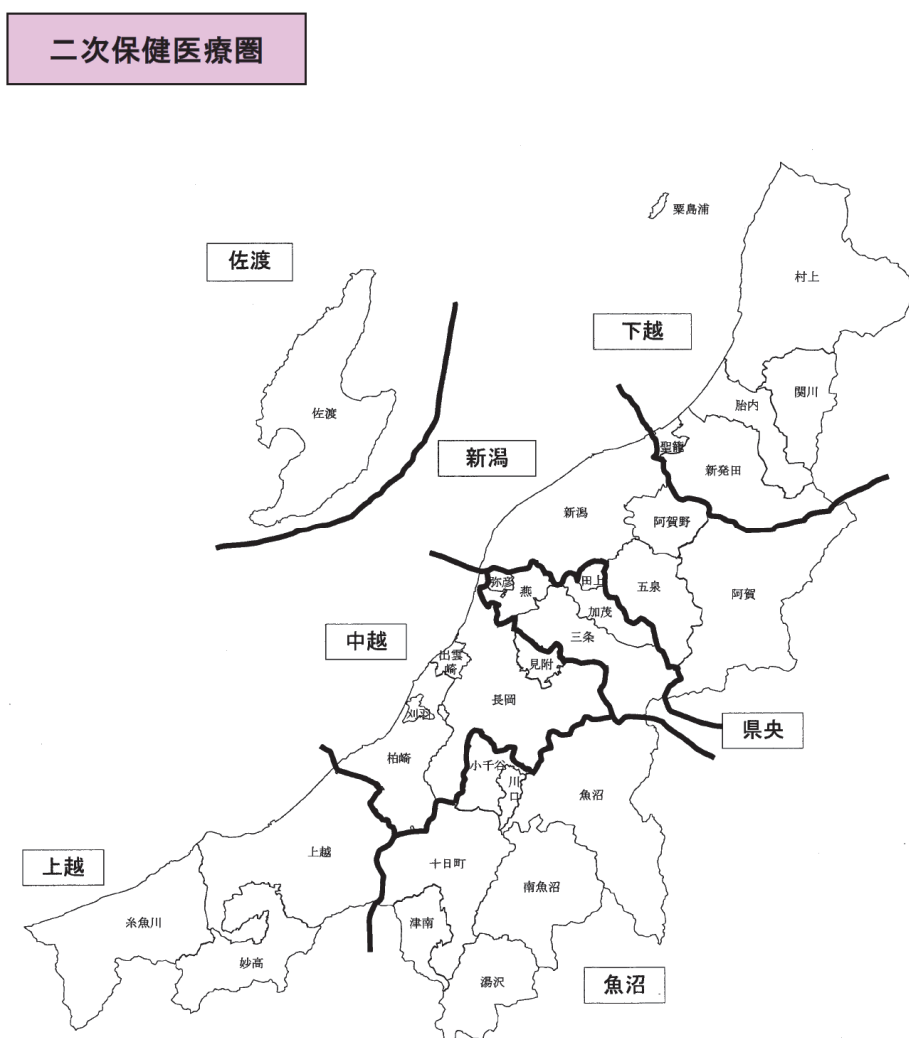 二次保健医療圏
粟島浦
佐渡
村上
下越
関川
胎内
佐渡
聖籠
新潟
新発田
新潟
阿賀野
弥彦
燕
田上
五泉
阿賀
加茂
三条
中越
出雲
崎
見附
長岡
刈羽
県央
柏崎
小千谷
川
口
魚沼
上越
上越
十日町
南魚沼
糸魚川
津南
妙高
湯沢
魚沼